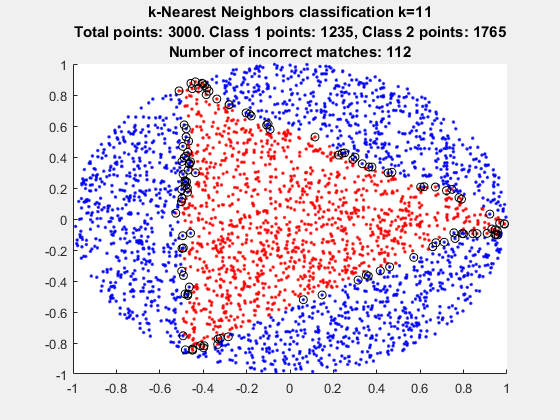 k-Nearest Neighbors classification k=11
Total points: 3000. Class 1 points: 1235, Class 2 points: 1765
Number of incorrect matches: 112
1
0.8
0.6
0.4
0.2
0
-0.2
-0.4
-0.6
-0.8
-1
-1 -0.8 -0.6 -0.4 -0.2 0 0.2 0.4 0.6 0.8 1